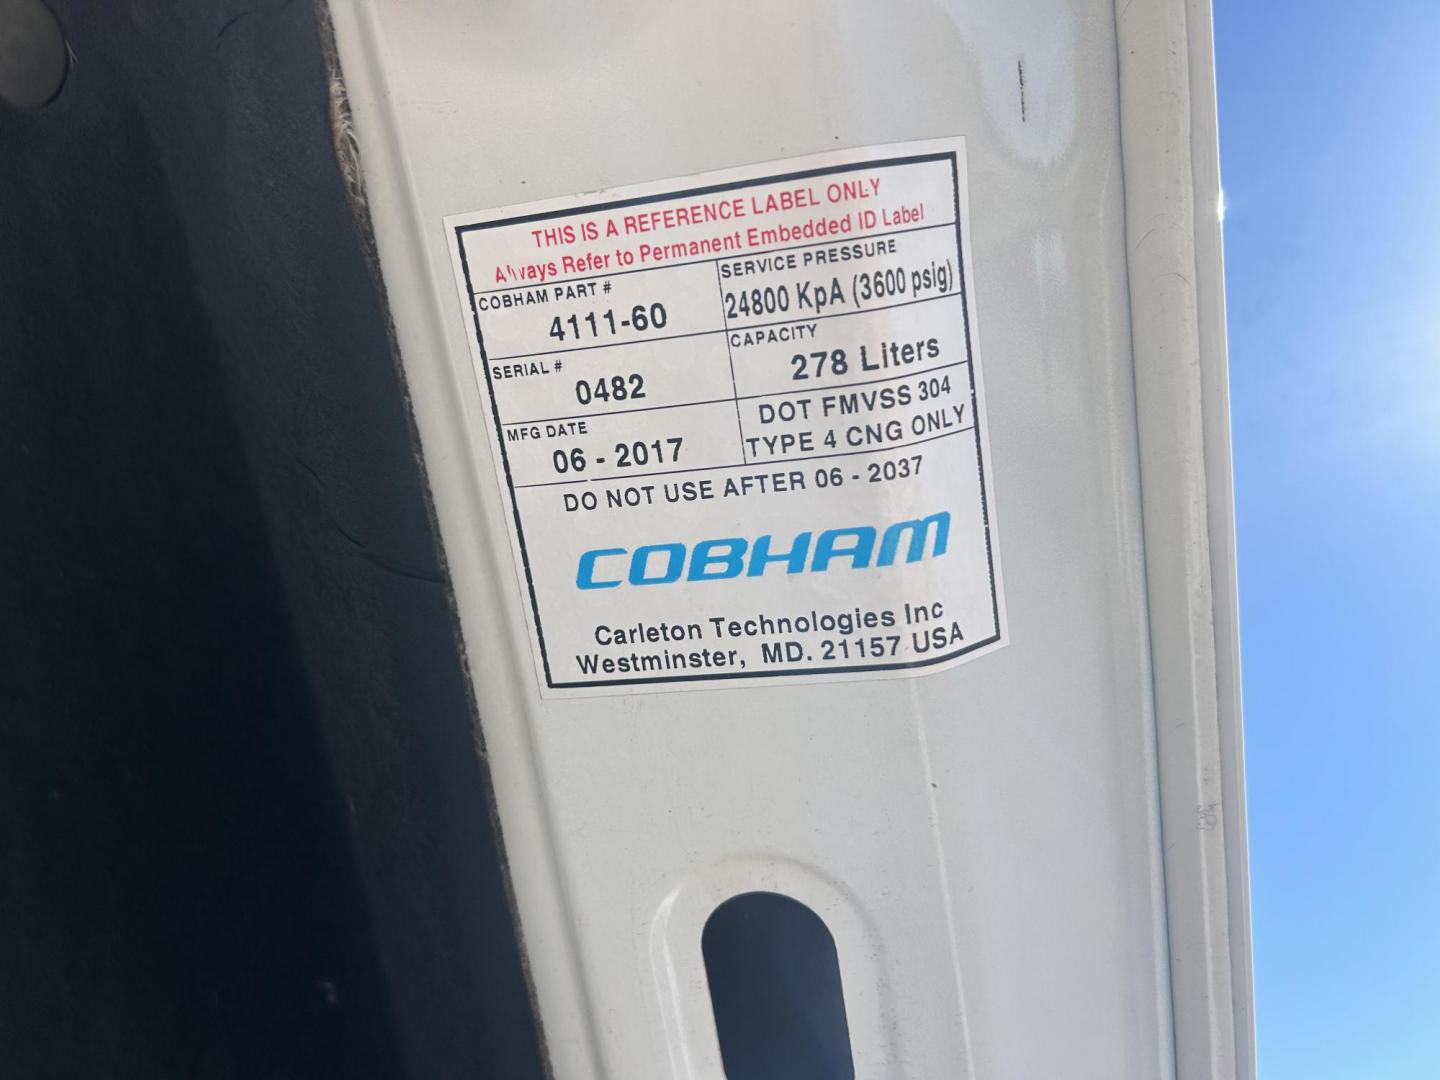 THIS IS A REFERENCE LABEL ONLY
Always Refer to Permanent Embedded ID Label
COBHAM PART #
4111-60
SERVICE PRESSURE
24800 KpA (3600 psig)
SERIAL #
0482
CAPACITY
278 Liters
MFG DATE
06 - 2017
DOT FMVSS 304
TYPE 4 CNG ONLY
DO NOT USE AFTER 06 - 2037
COBHAM
Carleton Technologies Inc
Westminster, MD. 21157 USA